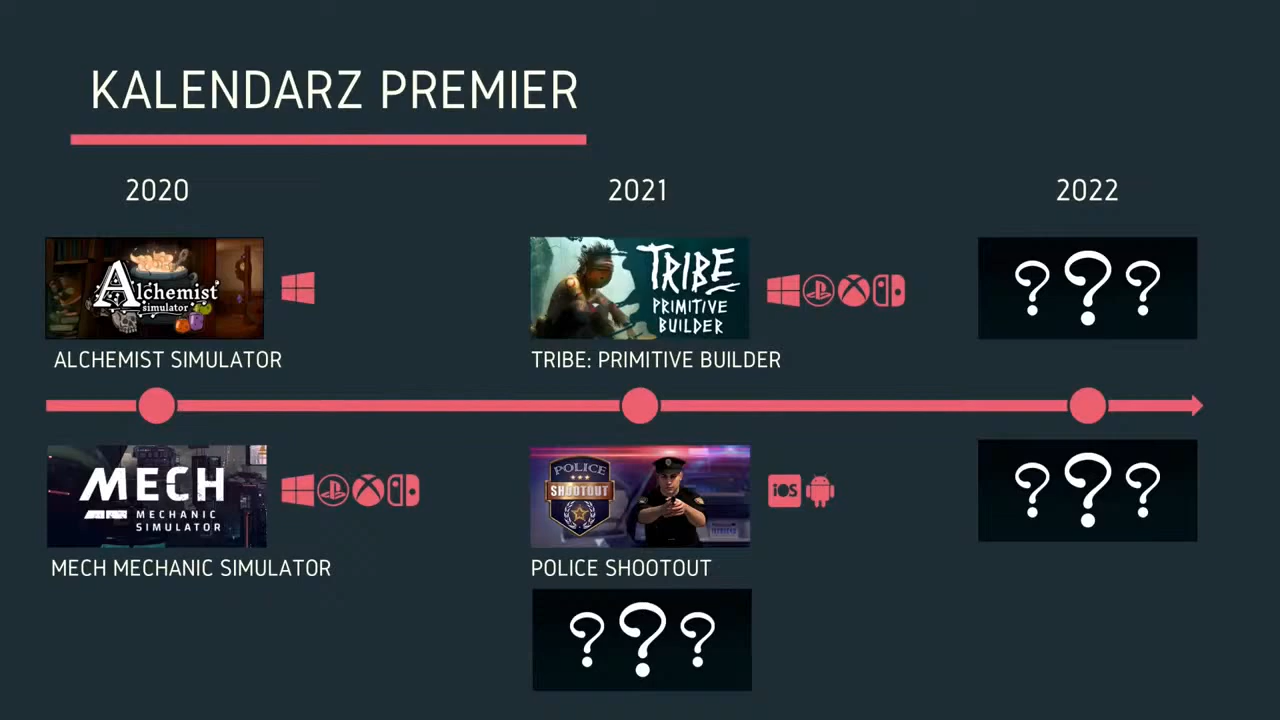 KALENDARZ PREMIER
2020
2021
2022
Alchemist
simulator
TRIBE
PRIMITIVE
BUILDER
? ? ?
ALCHEMIST SIMULATOR
TRIBE: PRIMITIVE BUILDER
MECH
MECHANIC
SIMULATOR
POLICE
SHOOTOUT
iOS
? ? ?
MECH MECHANIC SIMULATOR
POLICE SHOOTOUT
? ? ?